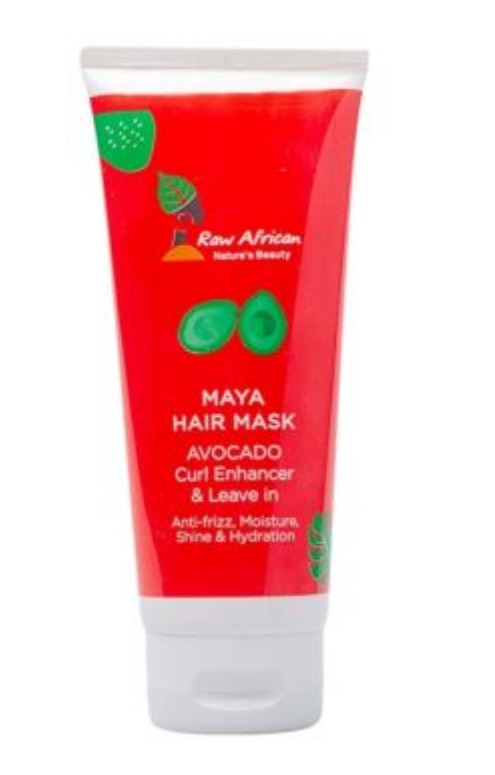 Raw African
Nature's Beauty
MAYA
HAIR MASK
AVOCADO
Curl Enhancer
& Leave in
Anti-frizz, Moisture,
Shine & Hydration